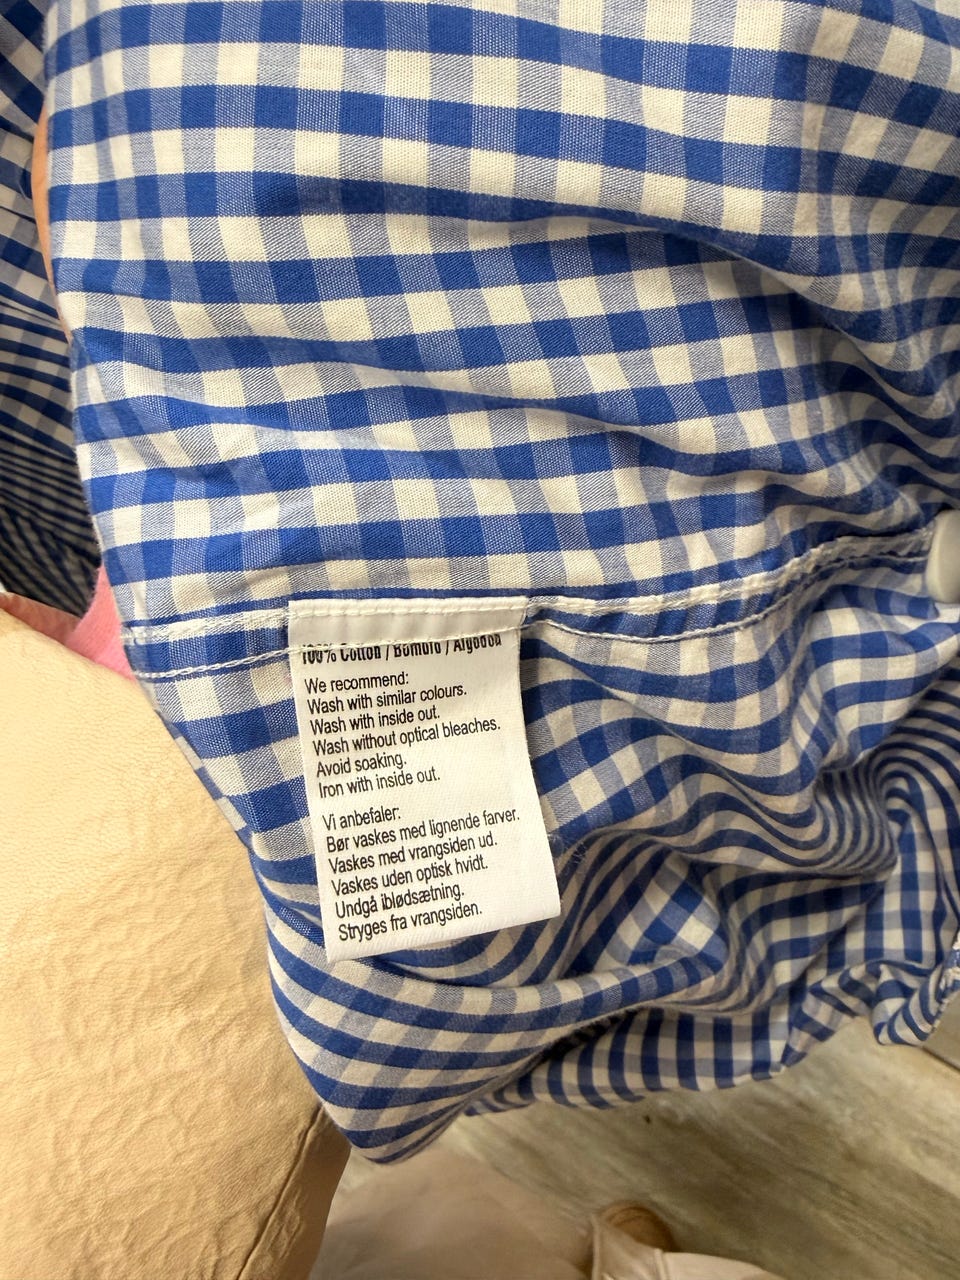 100% Cotton / Bomuld / Algodon
We recommend:
Wash with similar colours.
Wash with inside out.
Wash without optical bleaches.
Avoid soaking.
Iron with inside out.
Vi anbefaler:
Bør vaskes med lignende farver.
Vaskes med vrangsiden ud.
Vaskes uden optisk hvidt.
Undgå iblødsætning.
Stryges fra vrangsiden.